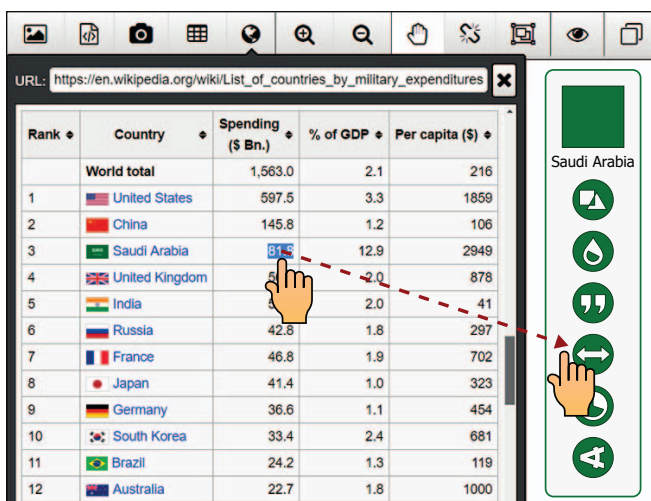 URL: https://en.wikipedia.org/wiki/List_of_countries_by_military_expenditures
Rank Country Spending ($ Bn.) % of GDP Per capita ($)
World total 1,563.0 2.1 216
1 United States 597.5 3.3 1859
2 China 145.8 1.2 106
3 Saudi Arabia 81.9 12.9 2949
4 United Kingdom 2.0 878
5 India 2.0 41
6 Russia 42.8 1.8 297
7 France 46.8 1.9 702
8 Japan 41.4 1.0 323
9 Germany 36.6 1.1 454
10 South Korea 33.4 2.4 681
11 Brazil 24.2 1.3 119
12 Australia 22.7 1.8 1000
Saudi Arabia
A